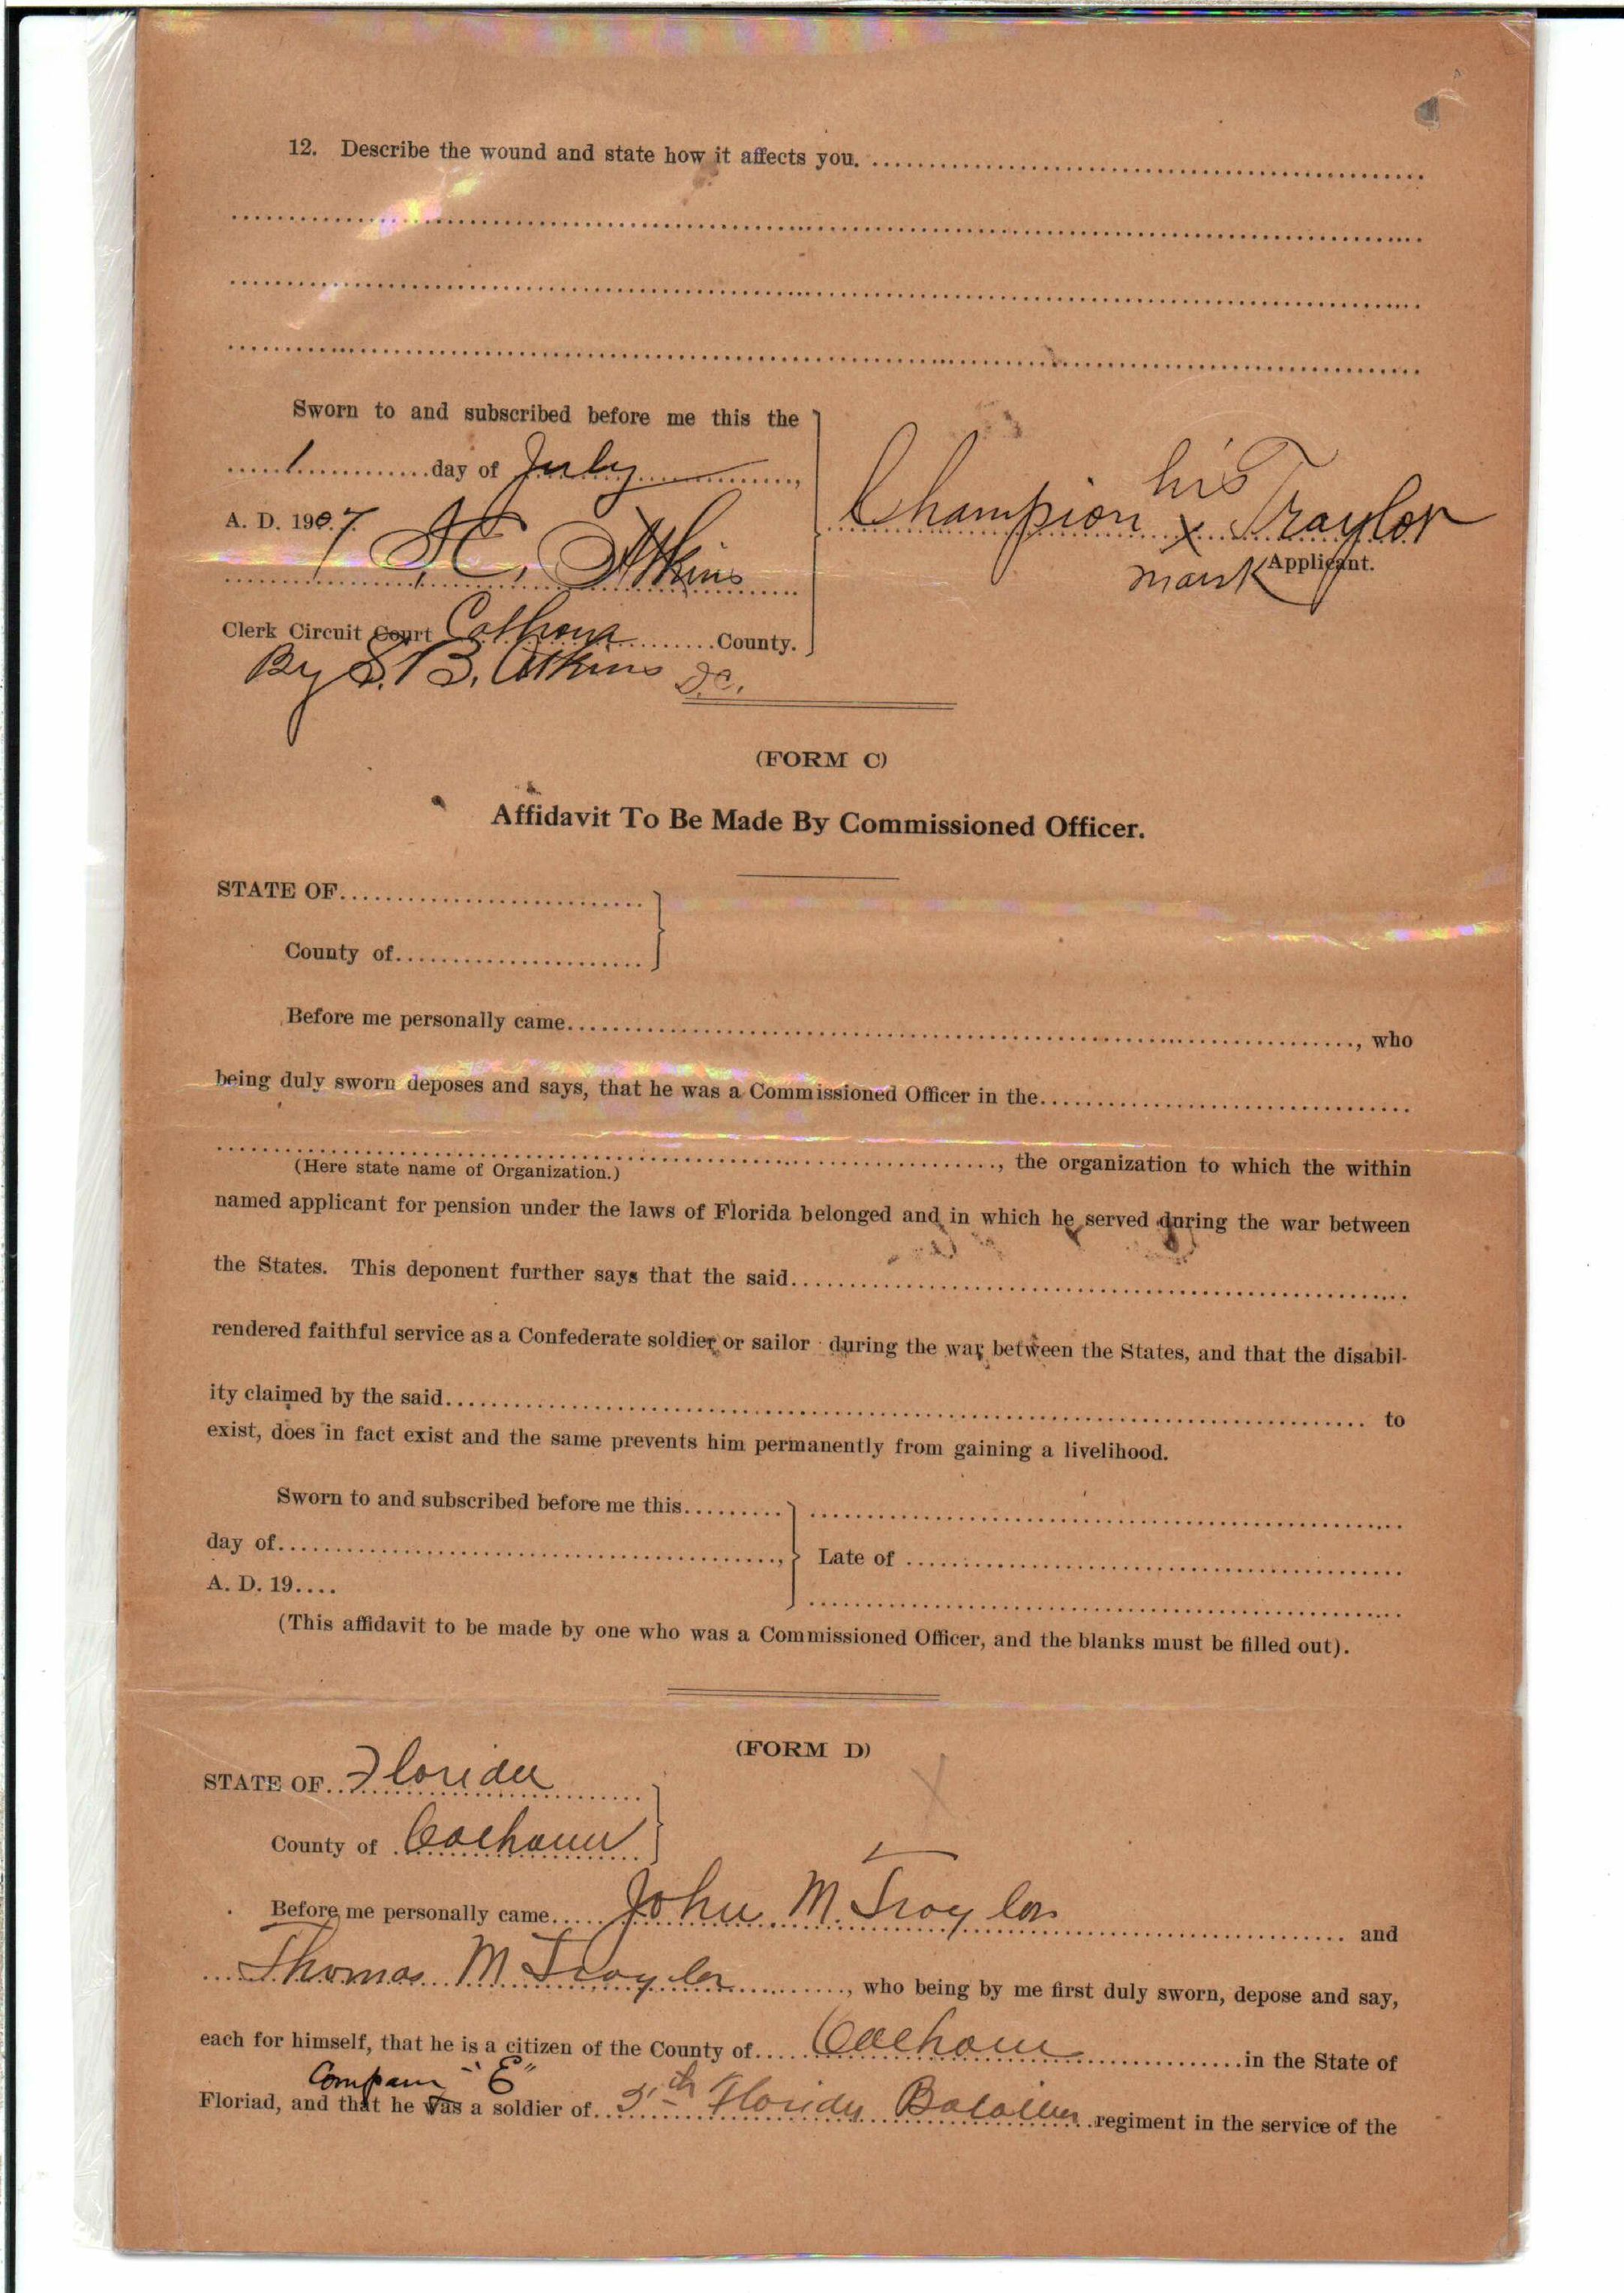 12. Describe the wound and state how it affects you.
Sworn to and subscribed before me this the
1 day of July,
A. D. 1907
Atkins
Clerk Circuit Court Calhoun County.
By S. B. Atkins D.C.
his
Champion x Traylor
mark Applicant.
(FORM C)
Affidavit To Be Made By Commissioned Officer.
STATE OF
County of
Before me personally came, who
being duly sworn deposes and says, that he was a Commissioned Officer in the
, the organization to which the within
(Here state name of Organization.)
named applicant for pension under the laws of Florida belonged and in which he served during the war between
the States. This deponent further says that the said
rendered faithful service as a Confederate soldier or sailor during the war between the States, and that the disabil-
ity claimed by the said to
exist, does in fact exist and the same prevents him permanently from gaining a livelihood.
Sworn to and subscribed before me this
day of, Late of
A. D. 19
(This affidavit to be made by one who was a Commissioned Officer, and the blanks must be filled out).
(FORM D)
STATE OF Florida
County of Calhoun
Before me personally came John M. Traylor and
Thomas M Traylor, who being by me first duly sworn, depose and say,
each for himself, that he is a citizen of the County of Calhoun in the State of
"E"
Floriad, and that he was a soldier of Florida regiment in the service of the